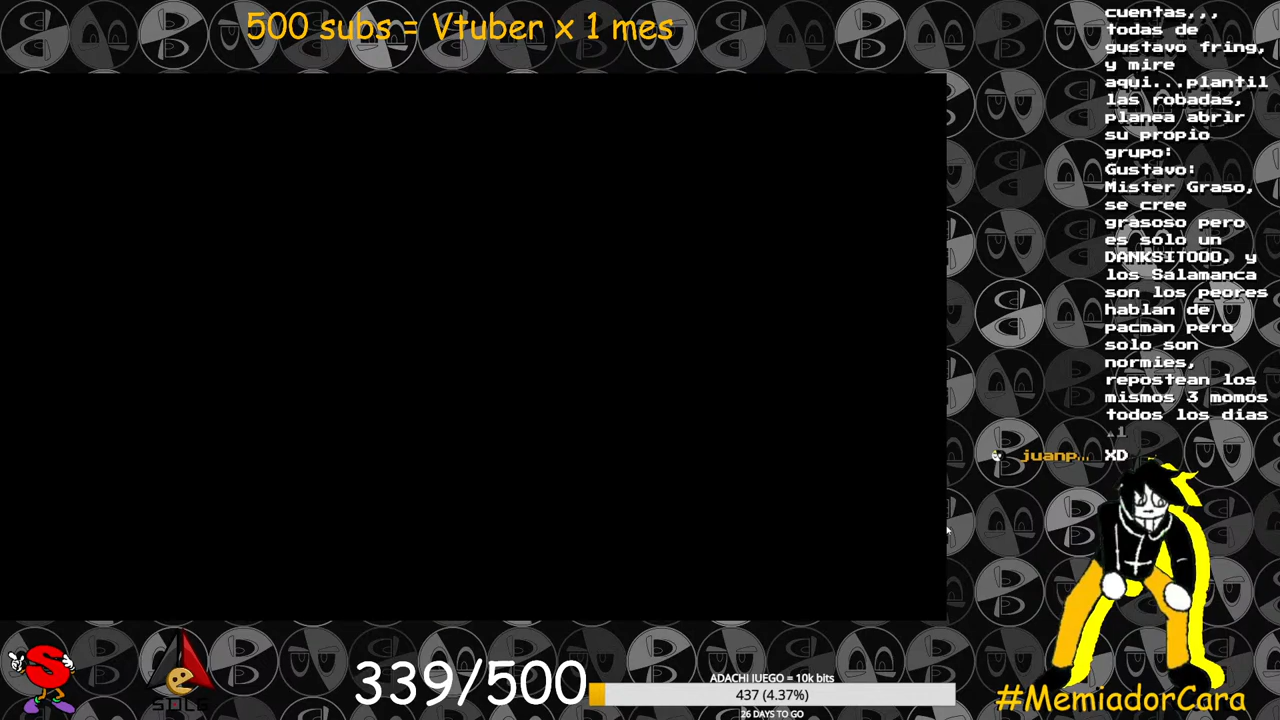 500 subs = Vtuber x 1 mes
cuentas,,,
todas de
gustavo fring,
y mire
aqui...plantil
las robadas,
planea abrir
su propio
grupo:
Gustavo:
Mister Graso,
se cree
grasoso pero
es solo un
DANKSITOOO, y
los Salamanca
son los peores
hablan de
pacman pero
solo son
normies,
repostean los
mismos 3 momos
todos los dias
juanp... XD
339/500
ADACHI JUEGO = 10k bits
437 (4.37%)
26 DAYS TO GO
#MemiadorCara